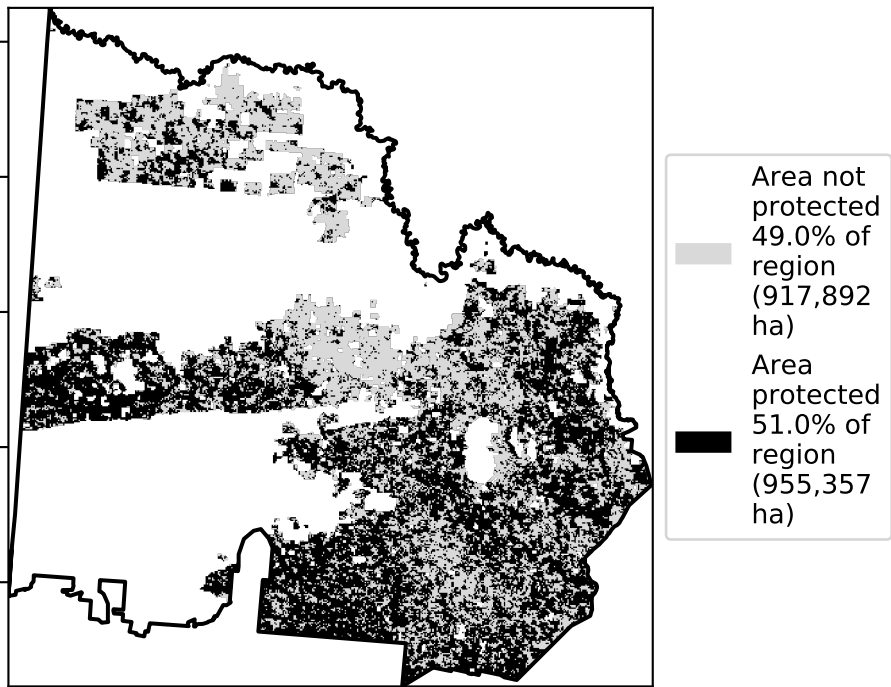 Area not
protected
49.0% of
region
(917,892
ha)
Area
protected
51.0% of
region
(955,357
ha)